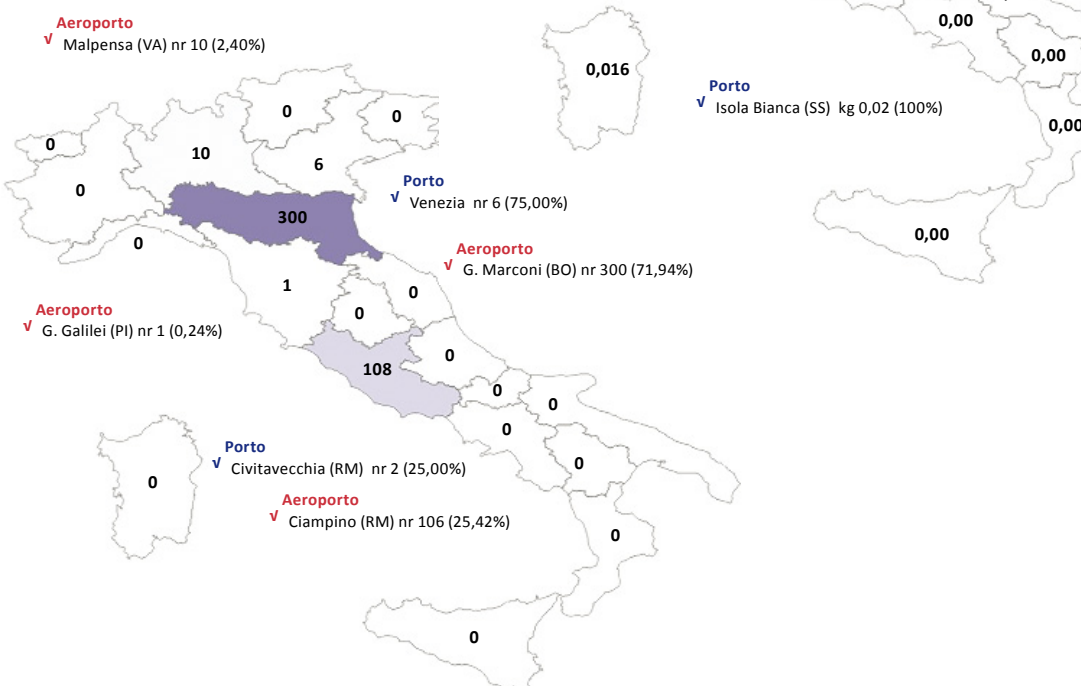 Aeroporto
√ Malpensa (VA) nr 10 (2,40%)
0
0
0
10
6
0
300
0
1
0
0
108
0
0
0
0
0
0
0
0
Porto
√ Venezia nr 6 (75,00%)
Aeroporto
√ G. Marconi (BO) nr 300 (71,94%)
Aeroporto
√ G. Galilei (PI) nr 1 (0,24%)
Porto
√ Civitavecchia (RM) nr 2 (25,00%)
Aeroporto
√ Ciampino (RM) nr 106 (25,42%)
0,016
Porto
√ Isola Bianca (SS) kg 0,02 (100%)
0,00
0,00
0,00
0,00